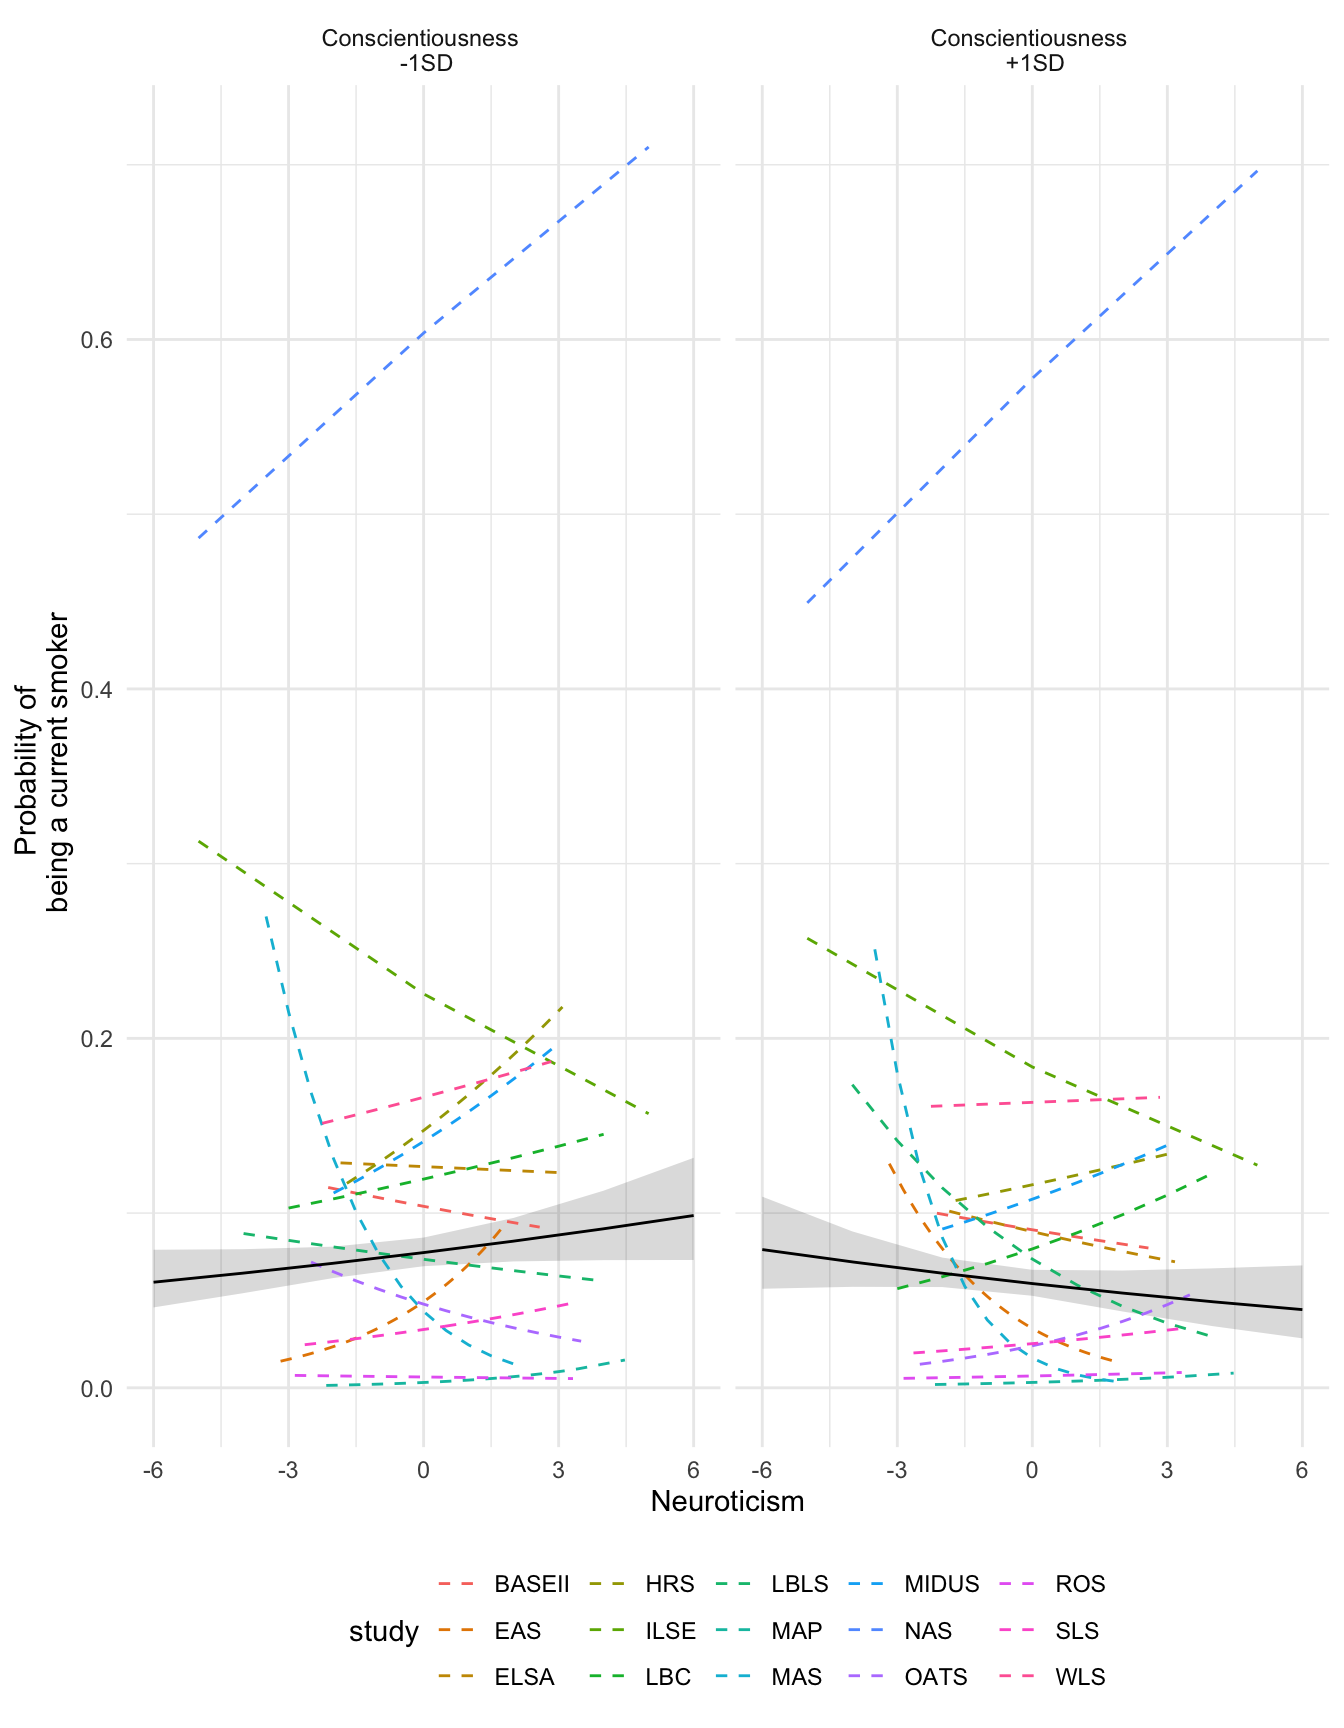 Conscientiousness
-1SD
Conscientiousness
+1SD
Probability of
being a current smoker
0.6
0.4
0.2
0.0
-6 -3 0 3 6
-6 -3 0 3 6
Neuroticism
study
BASEII HRS LBLS MIDUS ROS
EAS ILSE MAP NAS SLS
ELSA LBC MAS OATS WLS